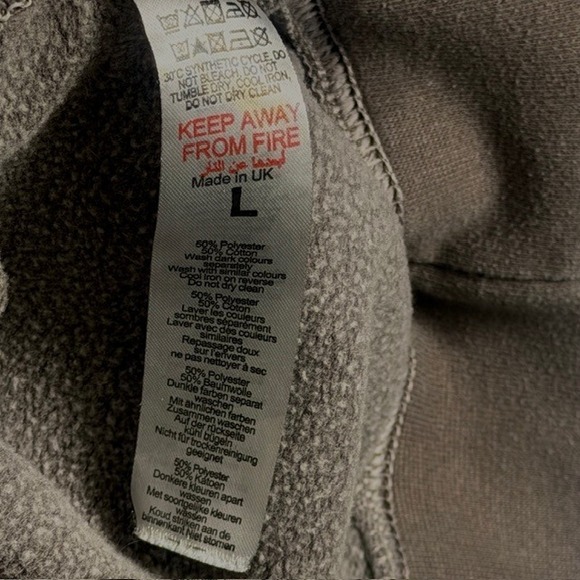 30°C SYNTHETIC CYCLE, DO
NOT BLEACH, DO NOT
TUMBLE DRY, COOL IRON,
DO NOT DRY CLEAN
KEEP AWAY
FROM FIRE
أبعدها عن النار
Made in UK
L
50% Polyester
50% Cotton
Wash dark colours
separately
Wash with similar colours
Cool iron on reverse
Do not dry clean
50% Polyester
50% Coton
Laver les couleurs
sombres séparément
Laver avec des couleurs
similaires
Repassage doux
sur l'envers
ne pas nettoyer à sec
50% Polyester
50% Baumwolle
Dunkle farben separat
waschen
Mit ähnlichen farben
Zusammen waschen
Auf der rückseite
kühl bügeln
Nicht für trockenreinigung
geeignet
50% Polyester
50% Katoen
Donkere kleuren apart
wassen
Met soortgelijke kleuren
wassen
Koud striken aan de
binnenkant Niet stomen